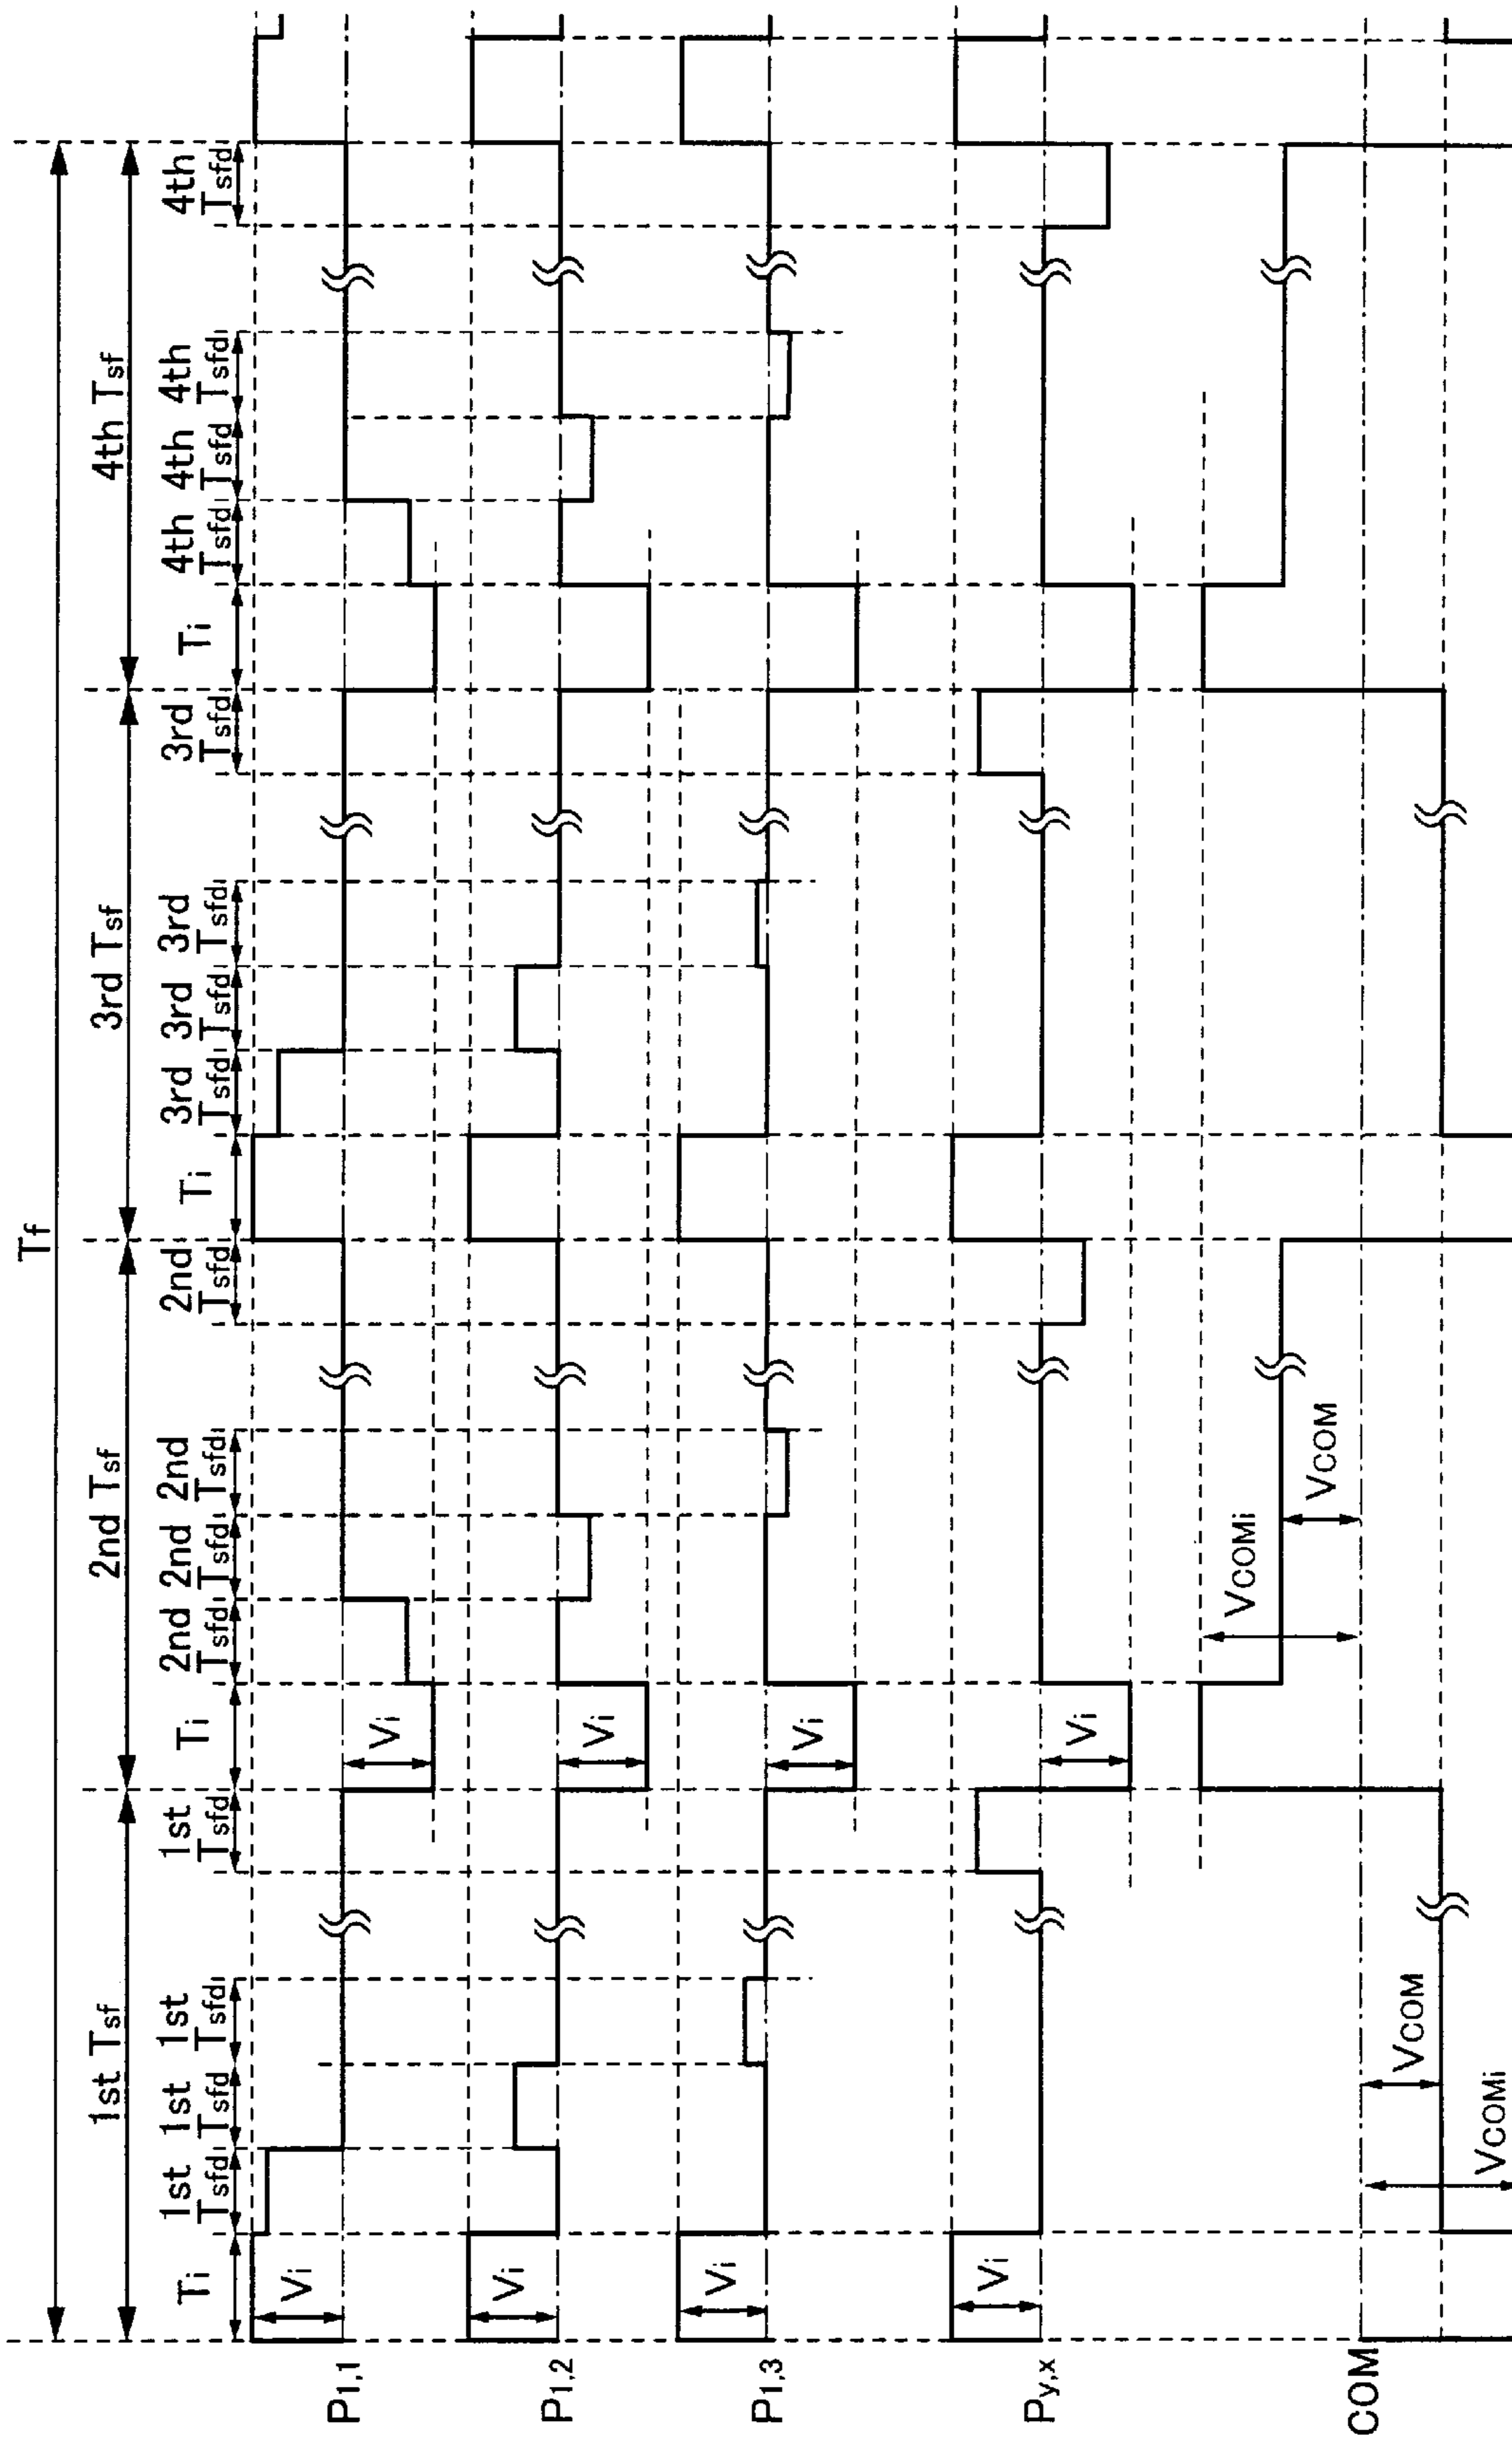 Tf
1st Tsf 2nd Tsf 3rd Tsf 4th Tsf
Ti 1st Tsfd 1st Tsfd 1st Tsfd 1st Tsfd Ti 2nd Tsfd 2nd Tsfd 2nd Tsfd 2nd Tsfd Ti 3rd Tsfd 3rd Tsfd 3rd Tsfd 3rd Tsfd Ti 4th Tsfd 4th Tsfd 4th Tsfd 4th Tsfd
P1,1 Vi Vi
P1,2 Vi Vi
P1,3 Vi Vi
Py,x Vi Vi
VCOMi VCOM
COM VCOM
VCOMi